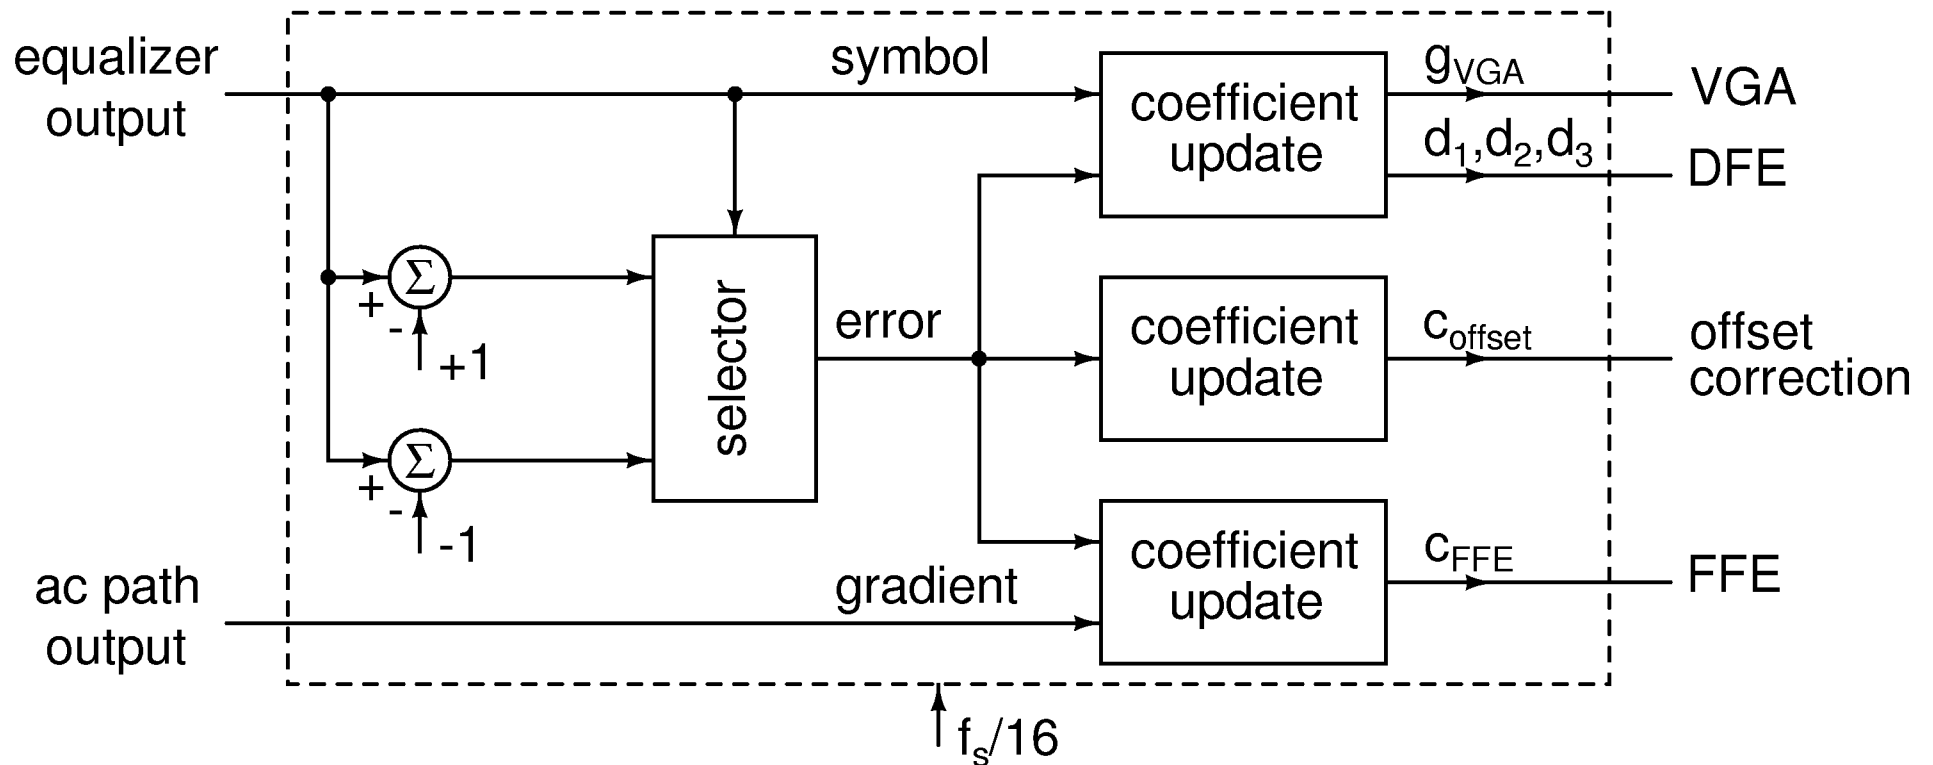 equalizer
output
symbol
coefficient
update
g_VGA
VGA
d_1,d_2,d_3
DFE
+
Σ
-
+1
selector
error
coefficient
update
c_offset
offset
correction
+
Σ
-
-1
ac path
output
gradient
coefficient
update
c_FFE
FFE
f_s/16